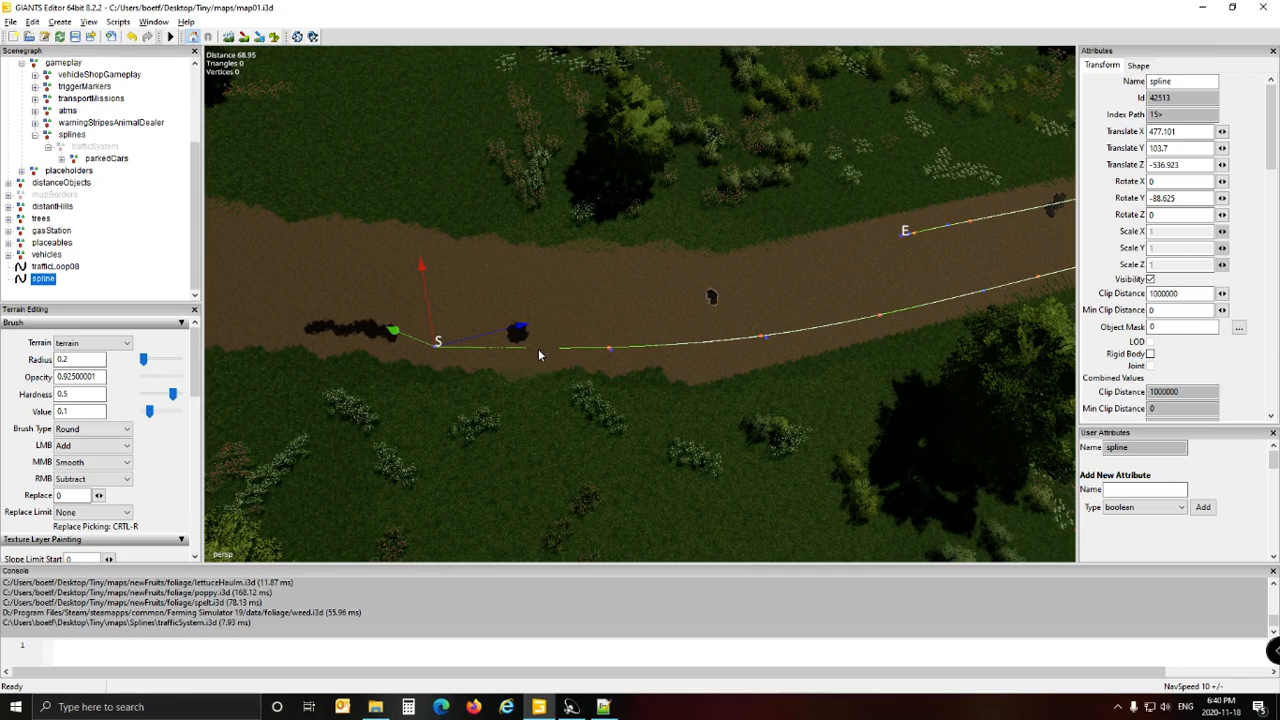 GIANTS Editor 64bit 8.2.2 - C:/Users/boetf/Desktop/Tiny/maps/map01.i3d
File Edit Create View Scripts Window Help
Scenegraph
gameplay
vehicleShopGameplay
triggerMarkers
transportMissions
atms
warningStripesAnimalDealer
splines
trafficSystem
parkedCars
placeholders
distanceObjects
mapBorders
distantHills
trees
gasStation
placeables
vehicles
trafficLoop08
spline
Terrain Editing
Brush
Terrain terrain
Radius 0.2
Opacity 0.92500001
Hardness 0.5
Value 0.1
Brush Type Round
LMB Add
MMB Smooth
RMB Subtract
Replace 0
Replace Limit None
Replace Picking: CRTL-R
Texture Layer Painting
Slope Limit Start 0
Distance 68.95
Triangles 0
Vertices 0
E
S
persp
Attributes
Transform Shape
Name spline
Id 42513
Index Path 15>
Translate X 477.101
Translate Y 103.7
Translate Z -536.923
Rotate X 0
Rotate Y -88.625
Rotate Z 0
Scale X 1
Scale Y 1
Scale Z 1
Visibility
Clip Distance 1000000
Min Clip Distance 0
Object Mask 0 ...
LOD
Rigid Body
Joint
Combined Values
Clip Distance 1000000
Min Clip Distance 0
User Attributes
Name spline
Add New Attribute
Name
Type boolean Add
Console
C:/Users/boetf/Desktop/Tiny/maps/newFruits/foliage/lettuceHaulm.i3d (11.87 ms)
C:/Users/boetf/Desktop/Tiny/maps/newFruits/foliage/poppy.i3d (168.12 ms)
C:/Users/boetf/Desktop/Tiny/maps/newFruits/foliage/spelt.i3d (78.13 ms)
D:/Program Files/Steam/steamapps/common/Farming Simulator 19/data/foliage/weed.i3d (55.96 ms)
C:\Users\boetf\Desktop\Tiny\maps\Splines\trafficSystem.i3d (7.93 ms)
1
Ready
NavSpeed 10 +/-
Type here to search
ENG
6:40 PM
2020-11-18
5